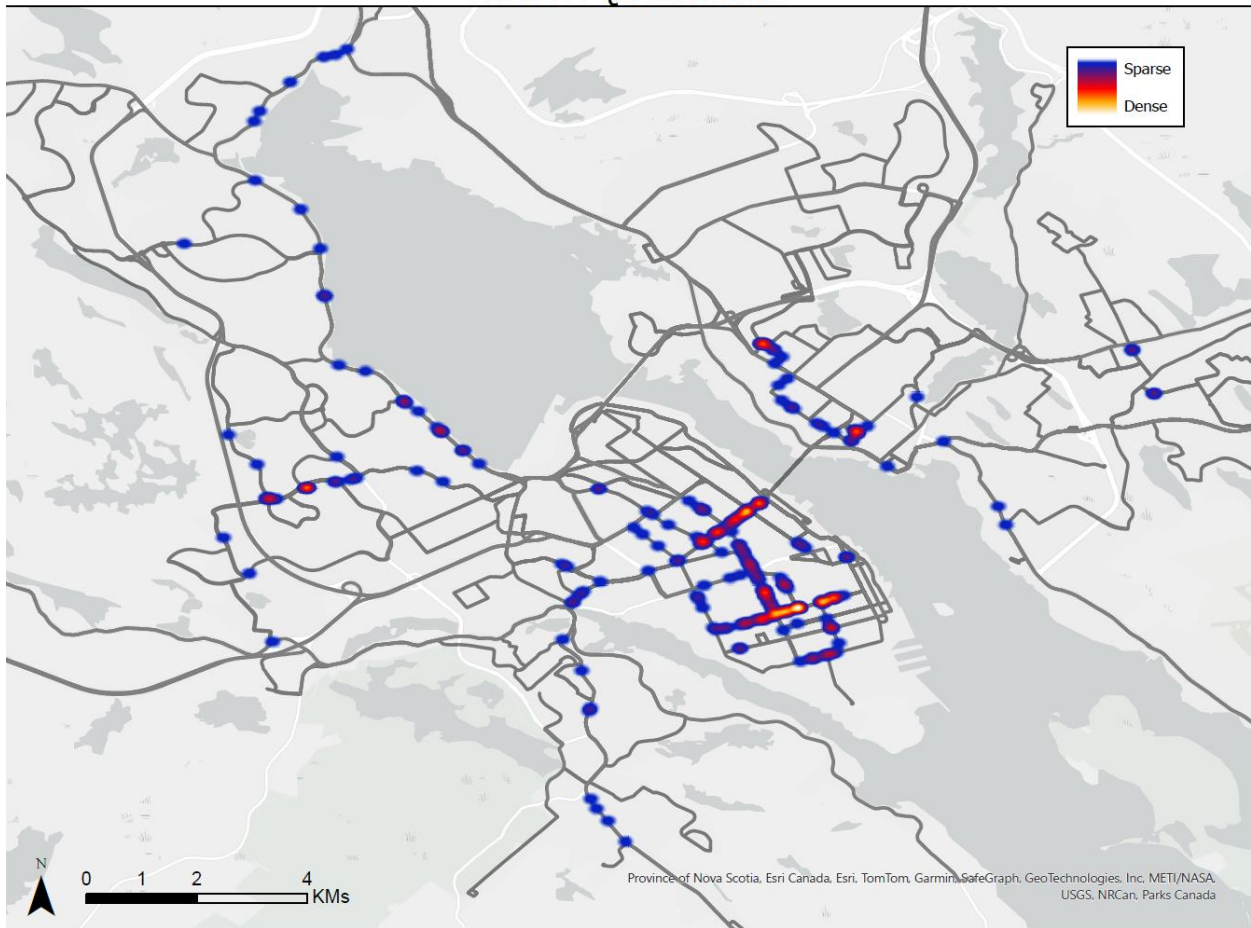 Sparse
Dense
N
0 1 2 4
KMs
Province of Nova Scotia, Esri Canada, Esri, TomTom, Garmin, SafeGraph, GeoTechnologies, Inc, METI/NASA,
USGS, NRCan, Parks Canada